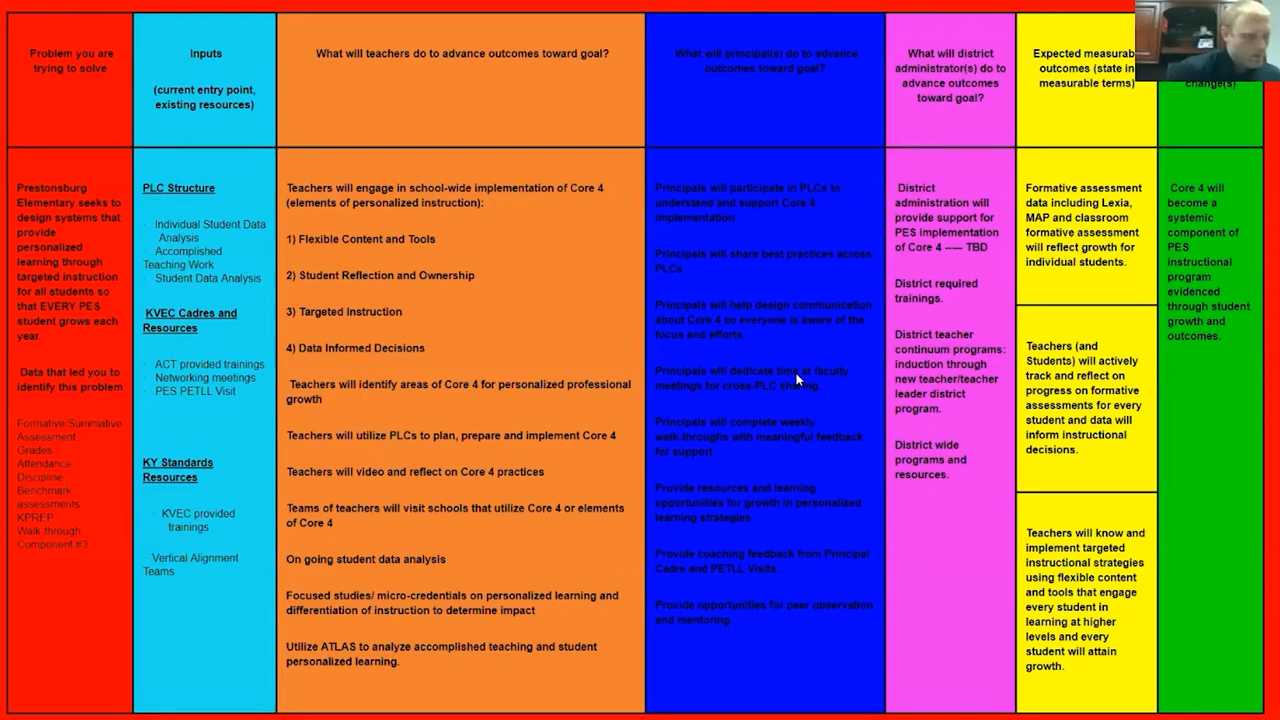 Problem you are
trying to solve
Inputs
(current entry point,
existing resources)
What will teachers do to advance outcomes toward goal?
What will principal(s) do to advance
outcomes toward goal?
What will district
administrator(s) do to
advance outcomes
toward goal?
Expected
outcomes (state in
measurable terms)
change(s)
Prestonsburg
Elementary seeks to
design systems that
provide
personalized
learning through
targeted instruction
for all students so
that EVERY PES
student grows each
year.
Data that led you to
identify this problem
Formative/Summative
Assessment
Grades
Attendance
Discipline
Benchmark
assessments
KPREP
Walk-through
Component #3
PLC Structure
· Individual Student Data
Analysis
· Accomplished
Teaching Work
· Student Data Analysis
KVEC Cadres and
Resources
· ACT provided trainings
· Networking meetings
· PES PETLL Visit
KY Standards
Resources
· KVEC provided
trainings
· Vertical Alignment
Teams
Teachers will engage in school-wide implementation of Core 4
(elements of personalized instruction):
1) Flexible Content and Tools
2) Student Reflection and Ownership
3) Targeted Instruction
4) Data Informed Decisions
Teachers will identify areas of Core 4 for personalized professional
growth
Teachers will utilize PLCs to plan, prepare and implement Core 4
Teachers will video and reflect on Core 4 practices
Teams of teachers will visit schools that utilize Core 4 or elements
of Core 4
On going student data analysis
Focused studies/ micro-credentials on personalized learning and
differentiation of instruction to determine impact
Utilize ATLAS to analyze accomplished teaching and student
personalized learning.
Principals will participate in PLCs to
understand and support Core 4
implementation.
Principals will share best practices across
PLCs
Principals will help design communication
about Core 4 so everyone is aware of the
focus and efforts.
Principals will dedicate time at faculty
meetings for cross-PLC sharing.
Principals will complete weekly
walk-throughs with meaningful feedback
for support.
Provide resources and learning
opportunities for growth in personalized
learning strategies
Provide coaching feedback from Principal
Cadre and PETLL Visits.
Provide opportunities for peer observation
and mentoring.
District
administration will
provide support for
PES implementation
of Core 4 ---- TBD
District required
trainings.
District teacher
continuum programs:
induction through
new teacher/teacher
leader district
program.
District wide
programs and
resources.
Formative assessment
data including Lexia,
MAP and classroom
formative assessment
will reflect growth for
individual students.
Teachers (and
Students) will actively
track and reflect on
progress on formative
assessments for every
student and data will
inform instructional
decisions.
Teachers will know and
implement targeted
instructional strategies
using flexible content
and tools that engage
every student in
learning at higher
levels and every
student will attain
growth.
Core 4 will
become a
systemic
component of
PES
instructional
program
evidenced
through student
growth and
outcomes.